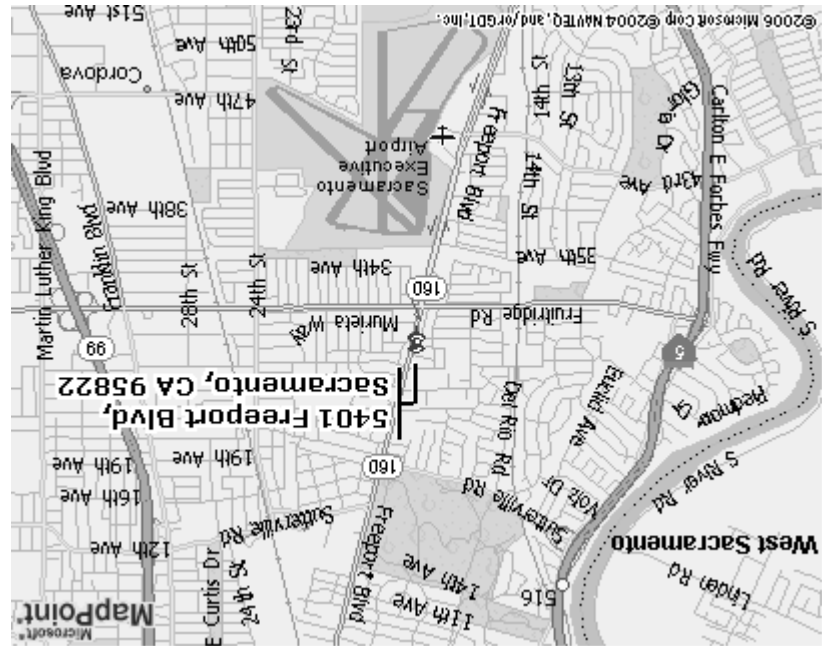 Microsoft®
MapPoint®
Linden Rd
11th Ave
14th Ave
516
Freeport Blvd
24th St
E Curtis Dr
West Sacramento
12th Ave
Sutterville Rd
16th Ave
19th Ave
19th Ave
S River Rd
Volz Dr
Sutterville Rd
160
Del Rio Rd
Euclid Ave
5401 Freeport Blvd,
Sacramento, CA 95822
5
99
Fruitridge Rd
Murieta Way
160
S River Rd
34th Ave
35th Ave
28th St
24th St
Franklin Blvd
Martin Luther King Blvd
38th Ave
Carlton E Forbes Fwy
43rd Ave
14th St
Freeport Blvd
Sacramento
Executive
Airport
Gloria Dr
13th St
14th St
47th Ave
Cordova
50th Ave
23rd St
51st Ave
©2006 Microsoft Corp ©2004 NAVTEQ, and/or GDT, Inc.